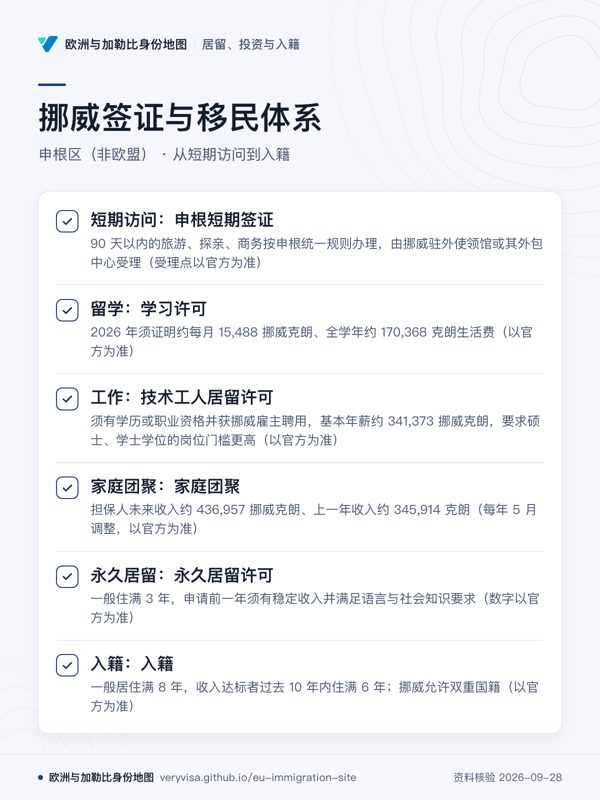 欧洲与加勒比身份地图 居留、投资与入籍
挪威签证与移民体系
申根区（非欧盟） · 从短期访问到入籍
短期访问：申根短期签证
90 天以内的旅游、探亲、商务按申根统一规则办理，由挪威驻外使领馆或其外包
中心受理（受理点以官方为准）
留学：学习许可
2026 年须证明约每月 15,488 挪威克朗、全学年约 170,368 克朗生活费（以官
方为准）
工作：技术工人居留许可
须有学历或职业资格并获挪威雇主聘用，基本年薪约 341,373 挪威克朗，要求硕
士、学士学位的岗位门槛更高（以官方为准）
家庭团聚：家庭团聚
担保人未来收入约 436,957 挪威克朗、上一年收入约 345,914 克朗（每年 5 月
调整，以官方为准）
永久居留：永久居留许可
一般住满 3 年，申请前一年须有稳定收入并满足语言与社会知识要求（数字以官
方为准）
入籍：入籍
一般居住满 8 年，收入达标者过去 10 年内住满 6 年；挪威允许双重国籍（以官
方为准）
欧洲与加勒比身份地图 veryvisa.github.io/eu-immigration-site 资料核验 2026-09-28